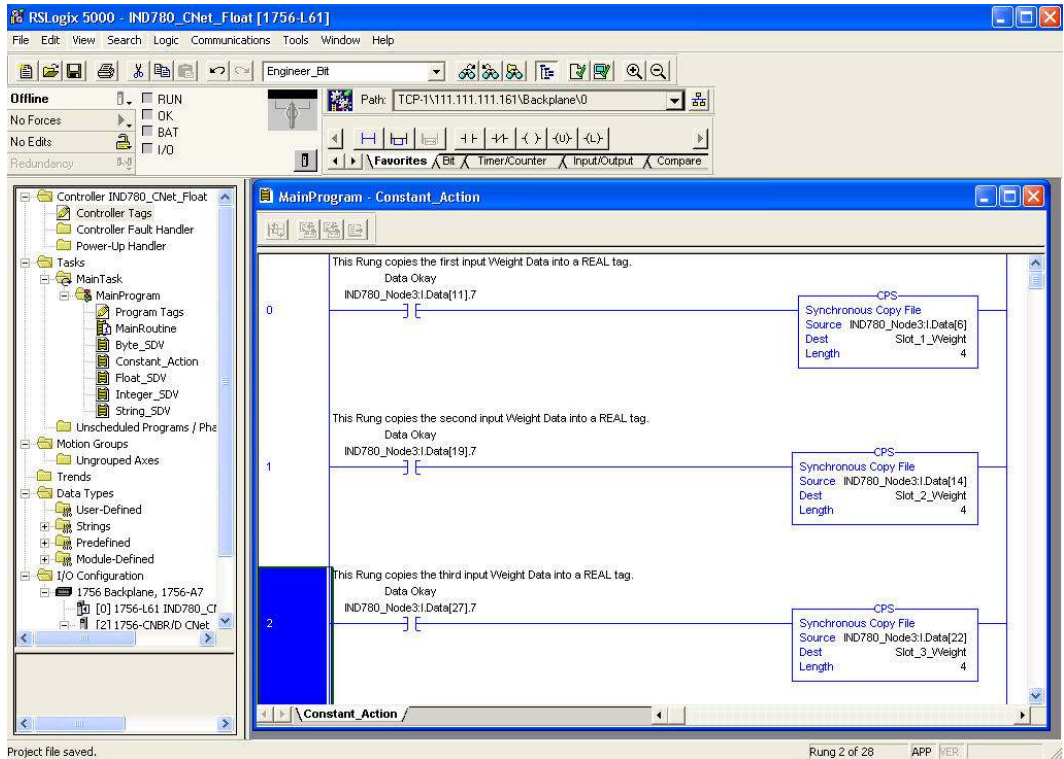 RSLogix 5000 - IND780_CNet_Float [1756-L61]
File Edit View Search Logic Communications Tools Window Help
Engineer_Bit
Offline
RUN
No Forces
OK
No Edits
BAT
Redundancy
I/O
Path: TCP-1\111.111.111.161\Backplane\0
Favorites Bit Timer/Counter Input/Output Compare
Controller IND780_CNet_Float
Controller Tags
Controller Fault Handler
Power-Up Handler
Tasks
MainTask
MainProgram
Program Tags
MainRoutine
Byte_SDV
Constant_Action
Float_SDV
Integer_SDV
String_SDV
Unscheduled Programs / Pha
Motion Groups
Ungrouped Axes
Trends
Data Types
User-Defined
Strings
Predefined
Module-Defined
I/O Configuration
1756 Backplane, 1756-A7
[0] 1756-L61 IND780_C
[2] 1756-CNBR/D CNet
MainProgram - Constant_Action
This Rung copies the first input Weight Data into a REAL tag.
Data Okay
IND780_Node3:I.Data[11].7
0
CPS
Synchronous Copy File
Source IND780_Node3:I.Data[6]
Dest Slot_1_Weight
Length 4
This Rung copies the second input Weight Data into a REAL tag.
Data Okay
IND780_Node3:I.Data[19].7
1
CPS
Synchronous Copy File
Source IND780_Node3:I.Data[14]
Dest Slot_2_Weight
Length 4
This Rung copies the third input Weight Data into a REAL tag.
Data Okay
IND780_Node3:I.Data[27].7
2
CPS
Synchronous Copy File
Source IND780_Node3:I.Data[22]
Dest Slot_3_Weight
Length 4
Constant_Action
Project file saved.
Rung 2 of 28 APP VER